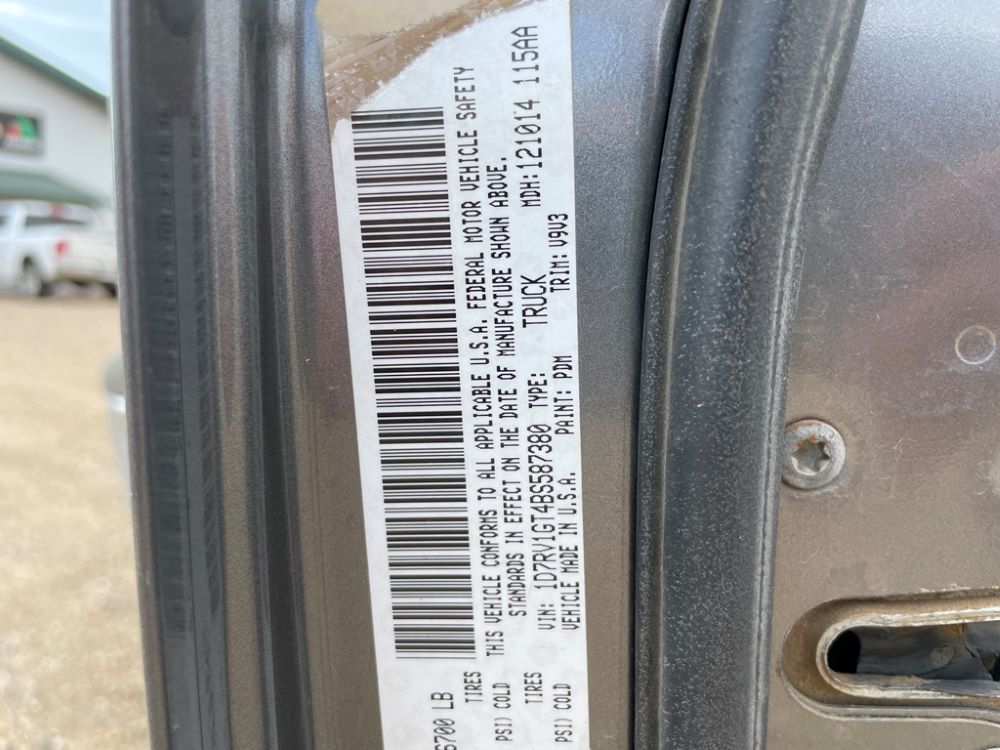 6700 LB
TIRES
PSI) COLD
TIRES
PSI) COLD
THIS VEHICLE CONFORMS TO ALL APPLICABLE U.S.A. FEDERAL MOTOR VEHICLE SAFETY
STANDARDS IN EFFECT ON THE DATE OF MANUFACTURE SHOWN ABOVE.
VIN: 1D7RV1GT4BS587380 TYPE: TRUCK MDH:121014 115AA
VEHICLE MADE IN U.S.A. PAINT: PDM TRIM: V9V3